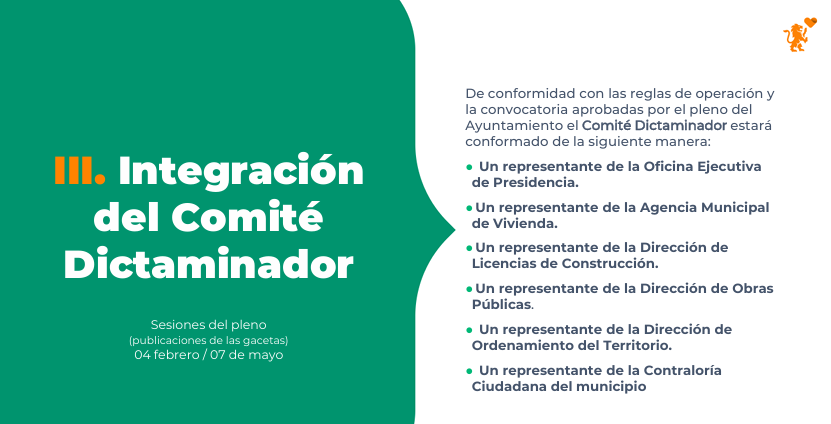 III. Integración
del Comité
Dictaminador
Sesiones del pleno
(publicaciones de las gacetas)
04 febrero / 07 de mayo
De conformidad con las reglas de operación y
la convocatoria aprobadas por el pleno del
Ayuntamiento el Comité Dictaminador estará
conformado de la siguiente manera:
● Un representante de la Oficina Ejecutiva
de Presidencia.
● Un representante de la Agencia Municipal
de Vivienda.
● Un representante de la Dirección de
Licencias de Construcción.
● Un representante de la Dirección de Obras
Públicas.
● Un representante de la Dirección de
Ordenamiento del Territorio.
● Un representante de la Contraloría
Ciudadana del municipio